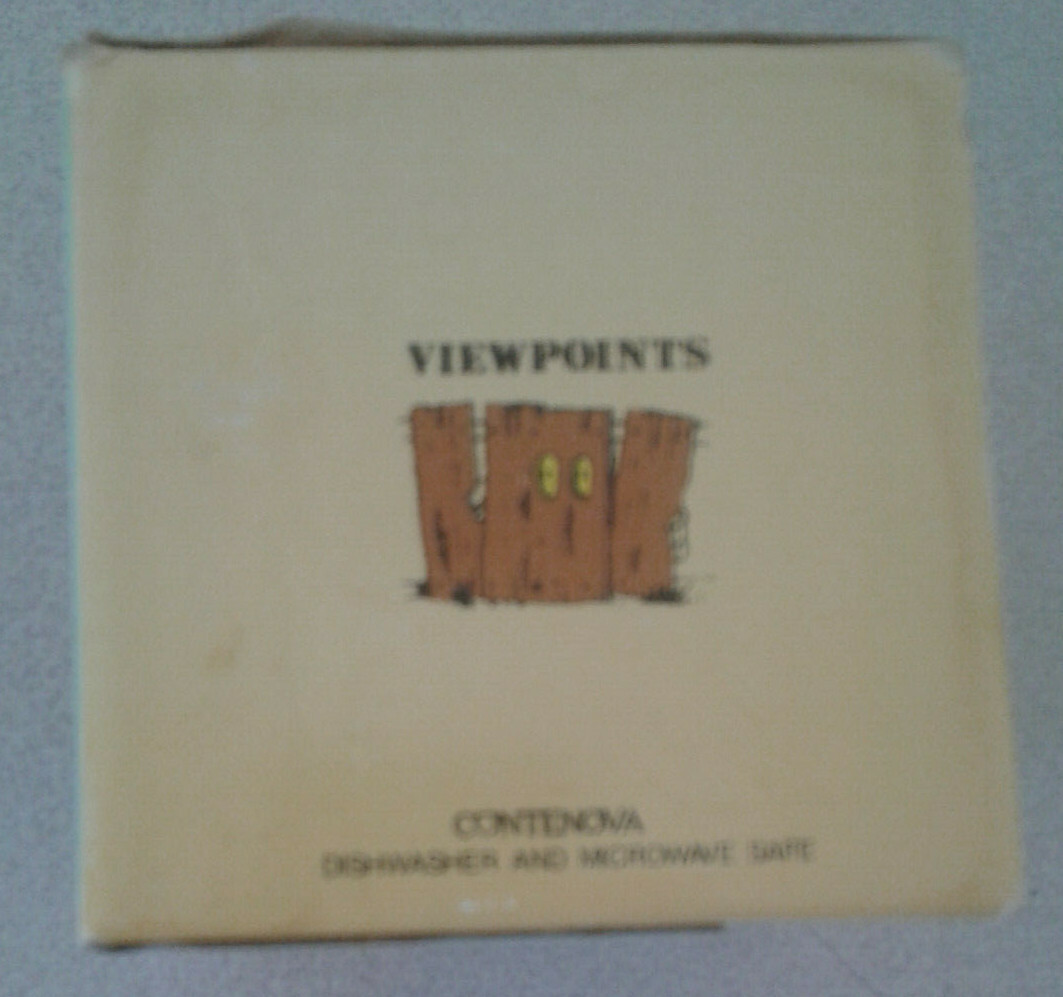 VIEWPOINTS
CONTENOVA
DISHWASHER AND MICROWAVE SAFE